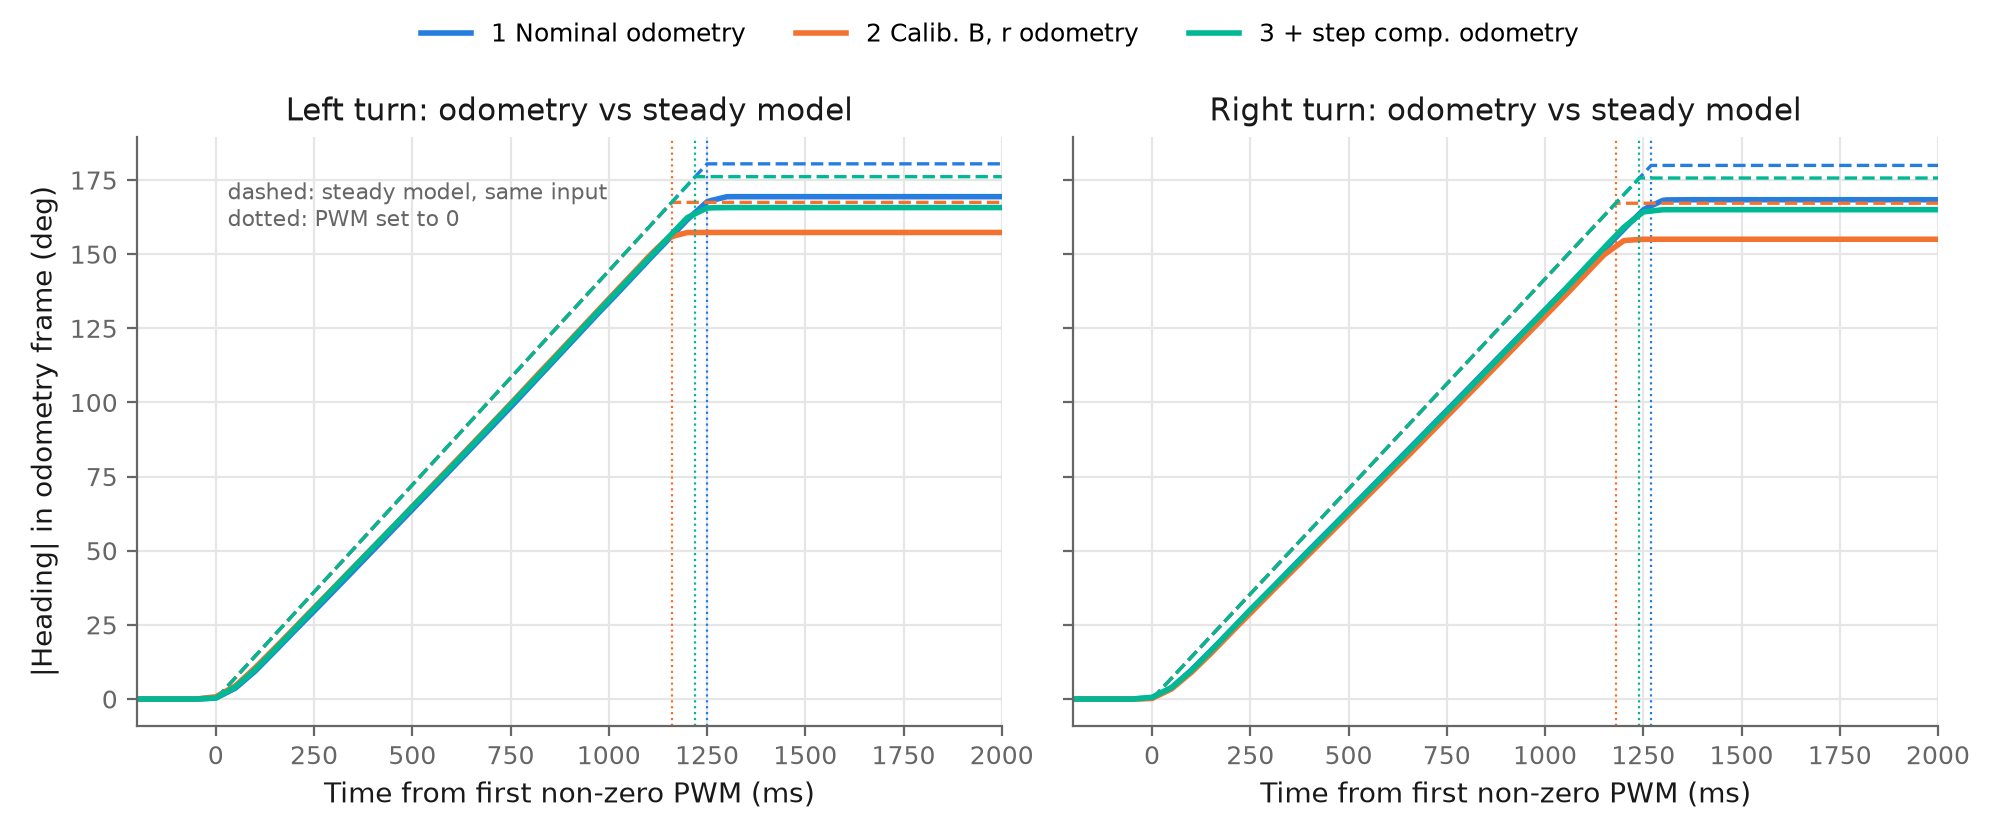 1 Nominal odometry
2 Calib. B, r odometry
3 + step comp. odometry
Left turn: odometry vs steady model
Right turn: odometry vs steady model
|Heading| in odometry frame (deg)
175
150
125
100
75
50
25
0
dashed: steady model, same input
dotted: PWM set to 0
0 250 500 750 1000 1250 1500 1750 2000
0 250 500 750 1000 1250 1500 1750 2000
Time from first non-zero PWM (ms)
Time from first non-zero PWM (ms)